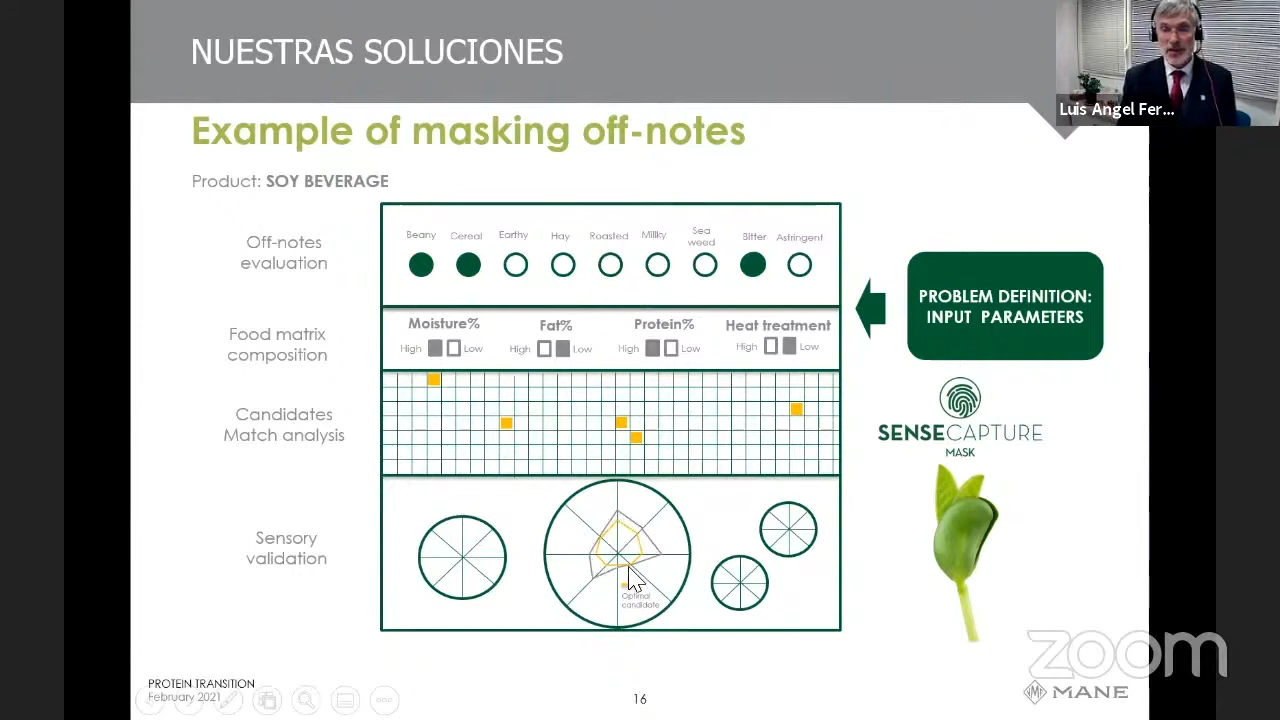 NUESTRAS SOLUCIONES
Luis Angel Fer...
Example of masking off-notes
Product: SOY BEVERAGE
Off-notes
evaluation
Beany Cereal Earthy Hay Roasted Millky Sea
weed Bitter Astringent
PROBLEM DEFINITION:
INPUT PARAMETERS
Food matrix
composition
Moisture% Fat% Protein% Heat treatment
High Low High Low High Low High Low
Candidates
Match analysis
SENSECAPTURE
MASK
Sensory
validation
Optimal
candidate
zoom
PROTEIN TRANSITION
February 2021
16
MANE